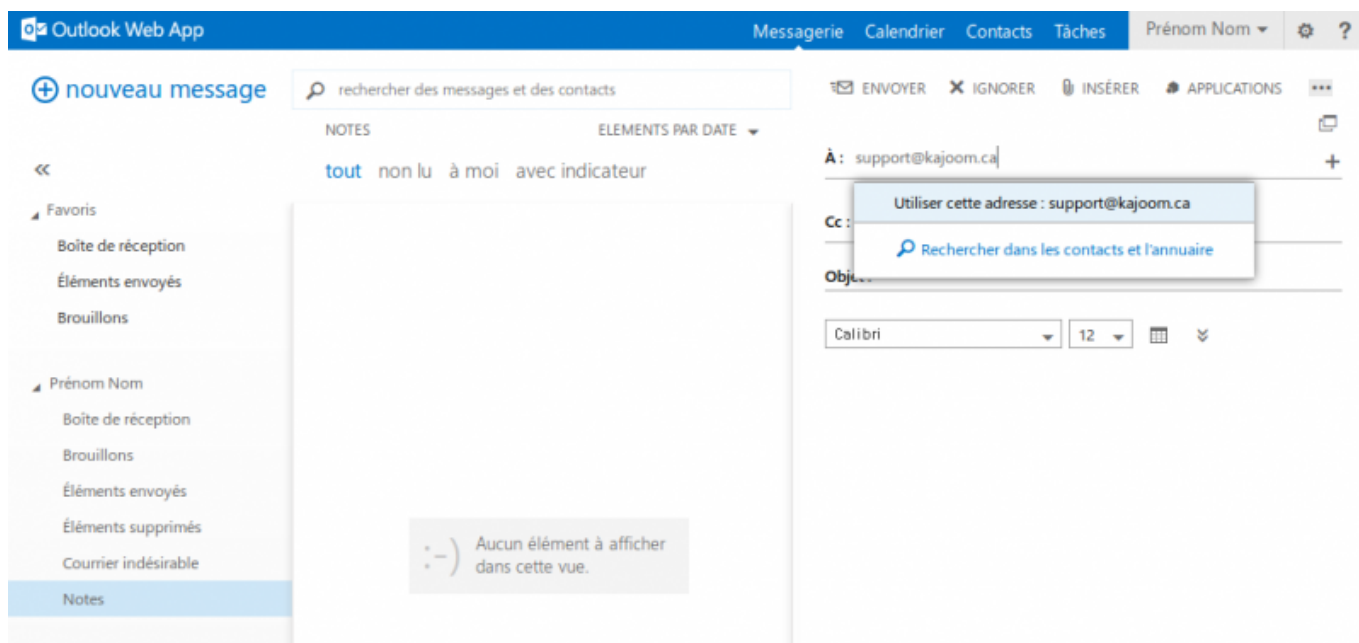 Outlook Web App
Messagerie Calendrier Contacts Tâches Prénom Nom ?
nouveau message
rechercher des messages et des contacts
NOTES ELEMENTS PAR DATE
tout non lu à moi avec indicateur
Favoris
Boîte de réception
Éléments envoyés
Brouillons
Prénom Nom
Boîte de réception
Brouillons
Éléments envoyés
Éléments supprimés
Courrier indésirable
Notes
:-)
Aucun élément à afficher
dans cette vue.
ENVOYER IGNORER INSÉRER APPLICATIONS ...
À : support@kajoom.ca +
Utiliser cette adresse : support@kajoom.ca
Cc :
Rechercher dans les contacts et l'annuaire
Calibri 12